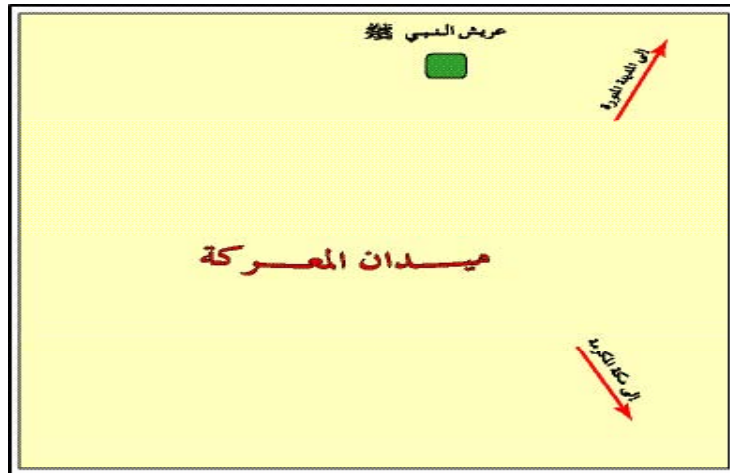 عريش النبي ﷺ
إلى المدينة المنورة
ميدان المعركة
إلى مكة المكرمة